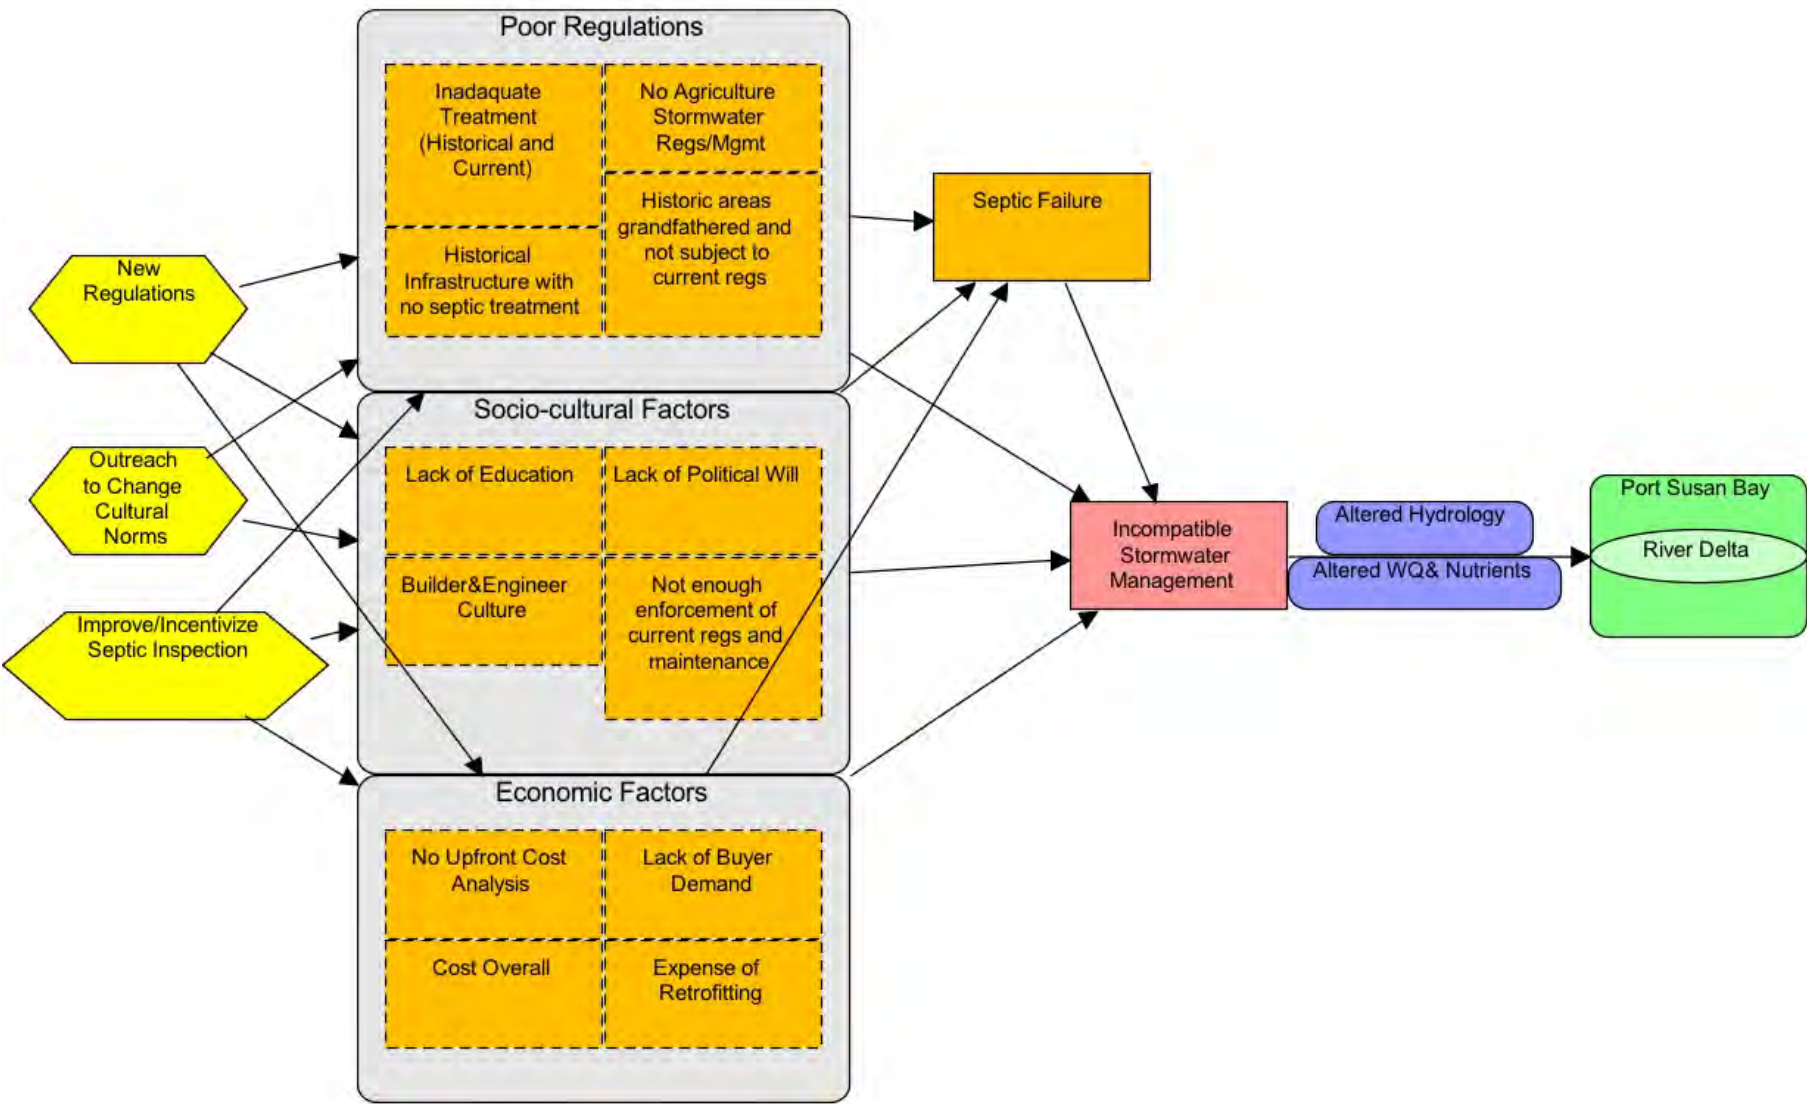 Poor Regulations
Inadaquate
Treatment
(Historical and
Current)
No Agriculture
Stormwater
Regs/Mgmt
Historical
Infrastructure with
no septic treatment
Historic areas
grandfathered and
not subject to
current regs
Septic Failure
New
Regulations
Outreach
to Change
Cultural
Norms
Improve/Incentivize
Septic Inspection
Socio-cultural Factors
Lack of Education
Lack of Political Will
Builder&Engineer
Culture
Not enough
enforcement of
current regs and
maintenance
Incompatible
Stormwater
Management
Altered Hydrology
Altered WQ& Nutrients
Port Susan Bay
River Delta
Economic Factors
No Upfront Cost
Analysis
Lack of Buyer
Demand
Cost Overall
Expense of
Retrofitting